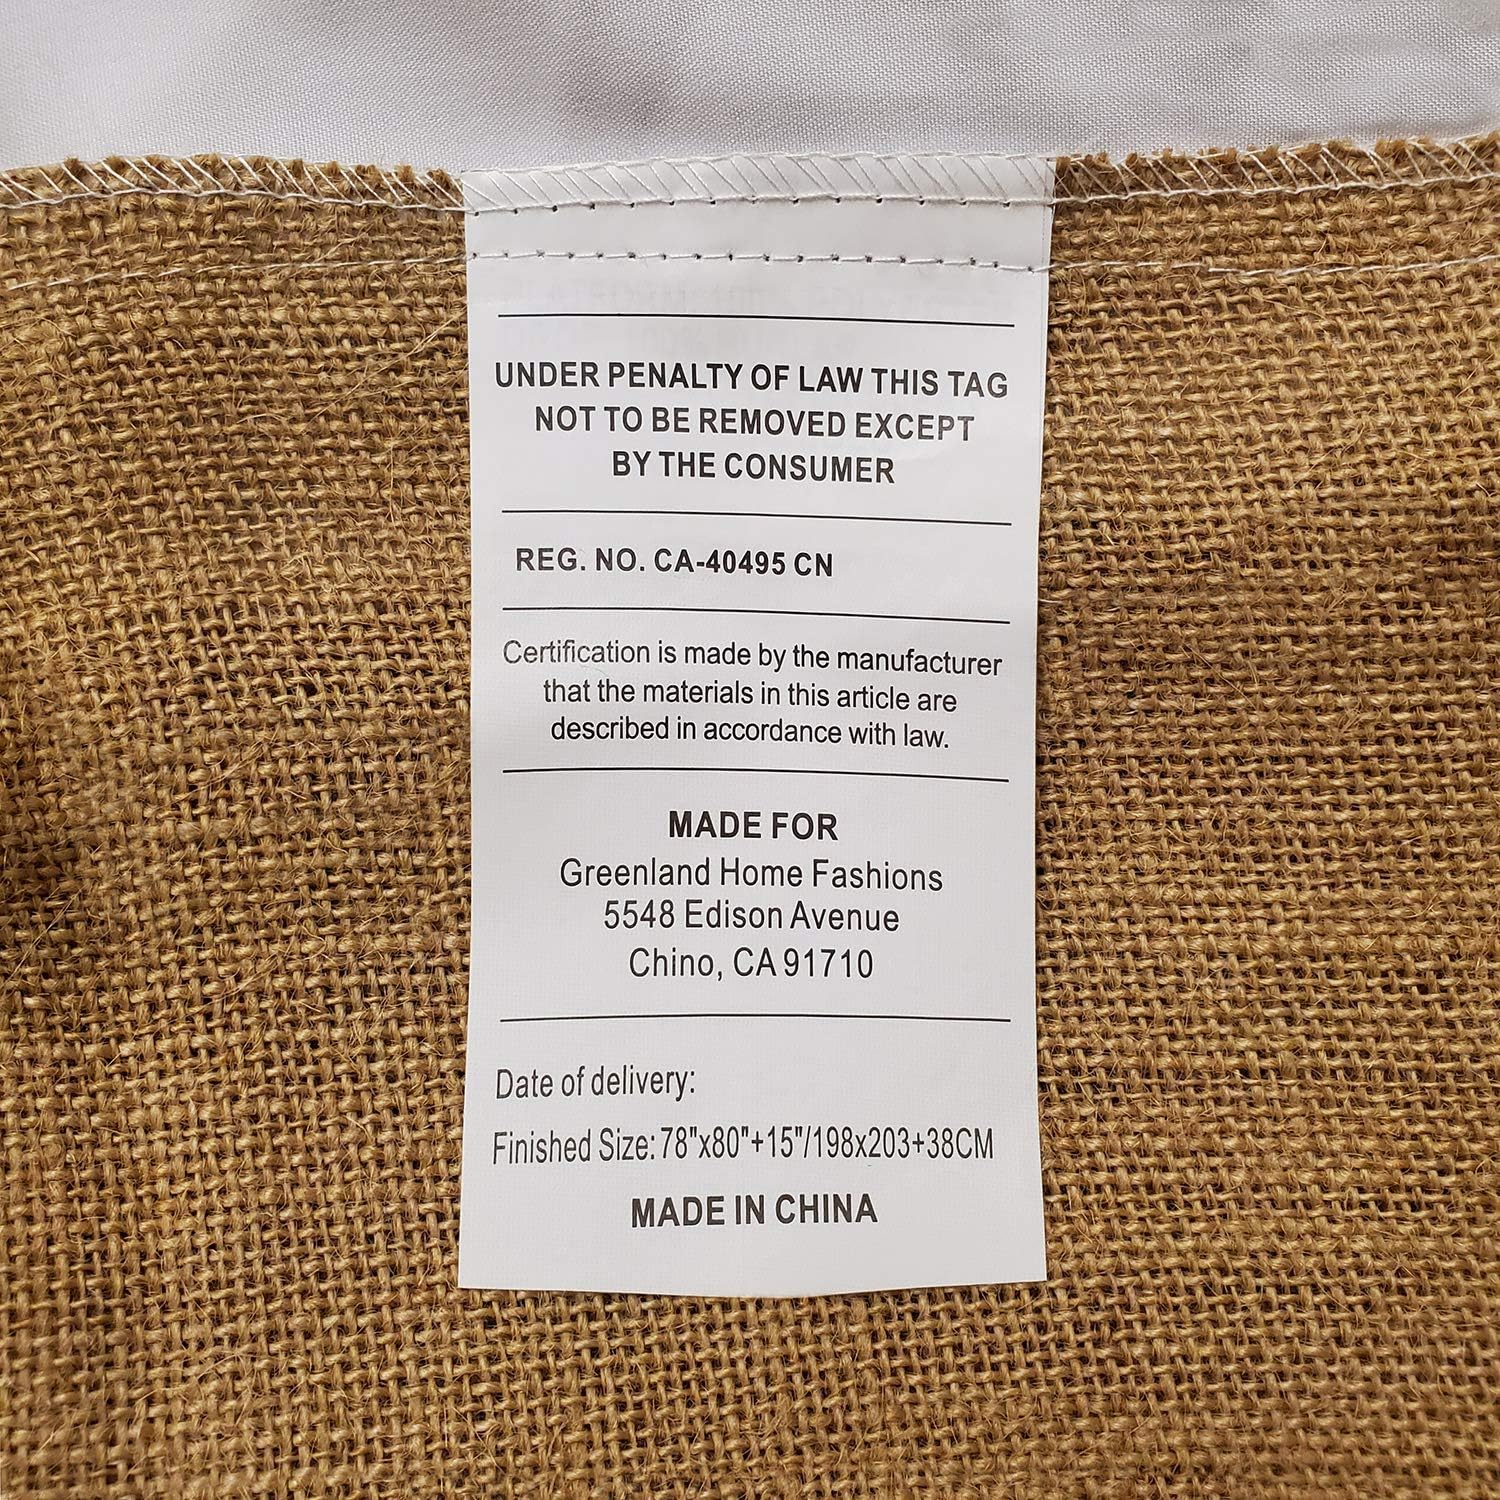 UNDER PENALTY OF LAW THIS TAG
NOT TO BE REMOVED EXCEPT
BY THE CONSUMER
REG. NO. CA-40495 CN
Certification is made by the manufacturer
that the materials in this article are
described in accordance with law.
MADE FOR
Greenland Home Fashions
5548 Edison Avenue
Chino, CA 91710
Date of delivery:
Finished Size: 78"x80"+15"/198x203+38CM
MADE IN CHINA